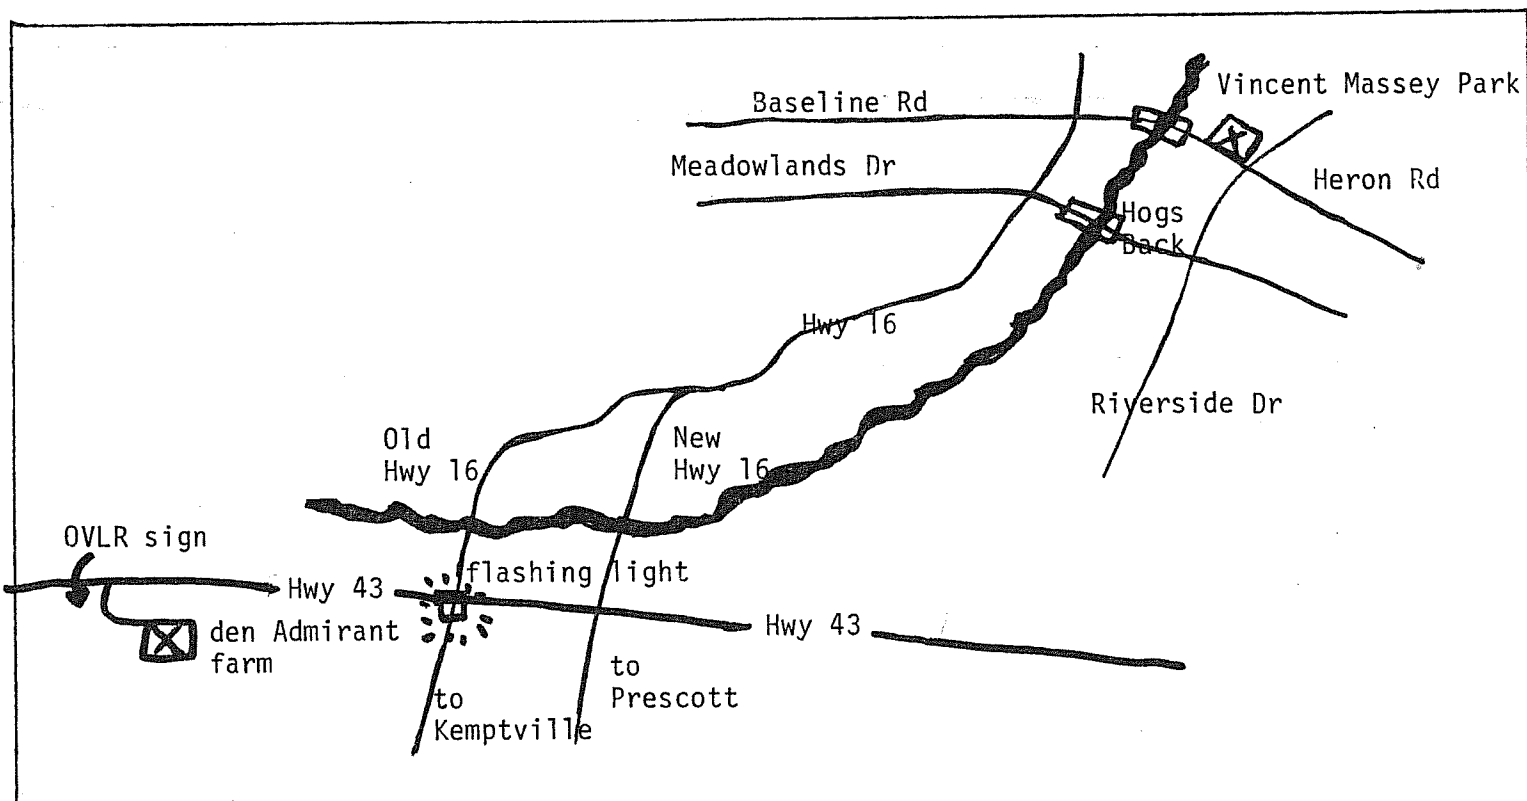 Vincent Massey Park
Baseline Rd
Meadowlands Dr
Heron Rd
Hogs
Back
Hwy 16
Riverside Dr
Old
Hwy 16
New
Hwy 16
OVLR sign
flashing light
Hwy 43
Hwy 43
den Admirant
farm
to
Prescott
to
Kemptville